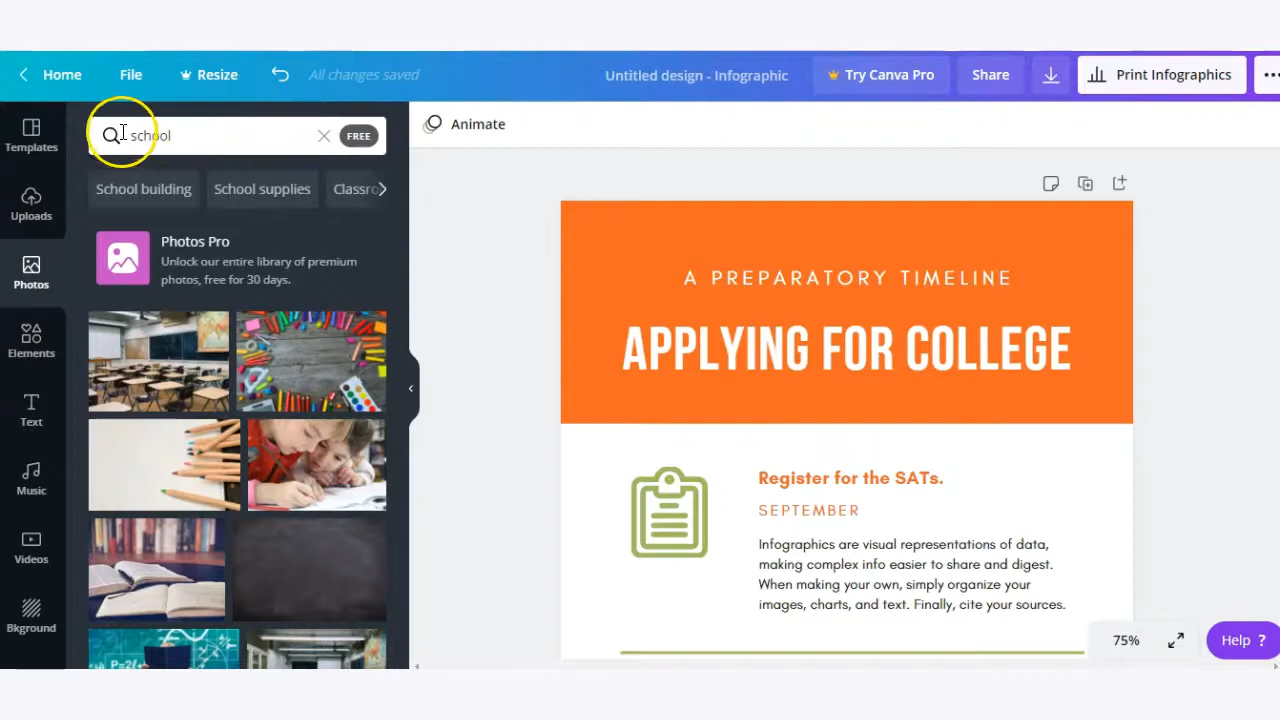 Home File Resize All changes saved Untitled design - Infographic Try Canva Pro Share Print Infographics
Templates
Uploads
Photos
Elements
Text
Music
Videos
Bkground
school FREE
School building School supplies Classro
Photos Pro
Unlock our entire library of premium
photos, free for 30 days.
Animate
A PREPARATORY TIMELINE
APPLYING FOR COLLEGE
Register for the SATs.
SEPTEMBER
Infographics are visual representations of data,
making complex info easier to share and digest.
When making your own, simply organize your
images, charts, and text. Finally, cite your sources.
75% Help ?